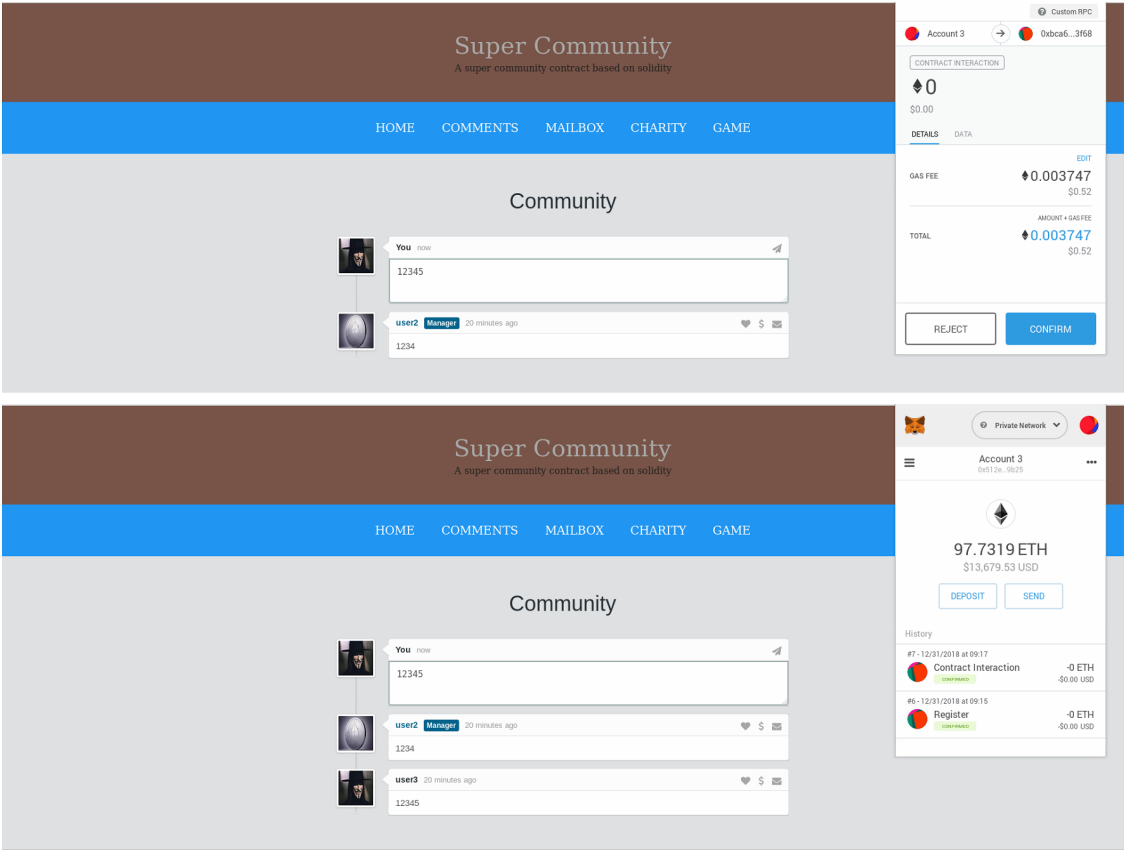 Super Community
A super community contract based on solidity
HOME COMMENTS MAILBOX CHARITY GAME
Community
You now
12345
user2 Manager 20 minutes ago
1234
Custom RPC
Account 3 0xbca6...3f68
CONTRACT INTERACTION
0
$0.00
DETAILS DATA
EDIT
GAS FEE 0.003747
$0.52
AMOUNT + GAS FEE
TOTAL 0.003747
$0.52
REJECT CONFIRM
Super Community
A super community contract based on solidity
HOME COMMENTS MAILBOX CHARITY GAME
Community
You now
12345
user2 Manager 20 minutes ago
1234
user3 20 minutes ago
12345
Private Network
Account 3
0x512e...9b25
97.7319 ETH
$13,679.53 USD
DEPOSIT SEND
History
#7 - 12/31/2018 at 09:17
Contract Interaction -0 ETH
CONFIRMED -$0.00 USD
#6 - 12/31/2018 at 09:15
Register -0 ETH
CONFIRMED -$0.00 USD